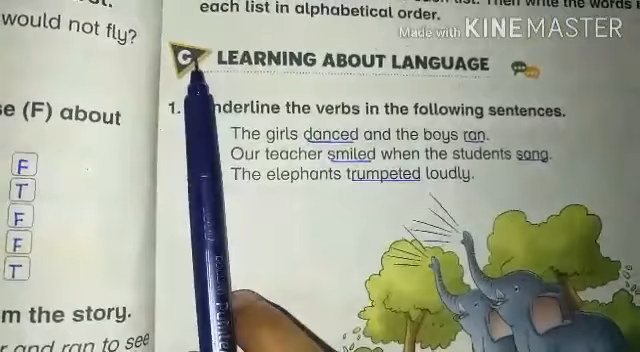 each list in alphabetical order.
Made with KINEMASTER
would not fly?
G LEARNING ABOUT LANGUAGE
e (F) about
1. nderline the verbs in the following sentences.
The girls danced and the boys ran.
Our teacher smiled when the students sang.
The elephants trumpeted loudly.
F
T
F
F
T
m the story.
r and ran to see